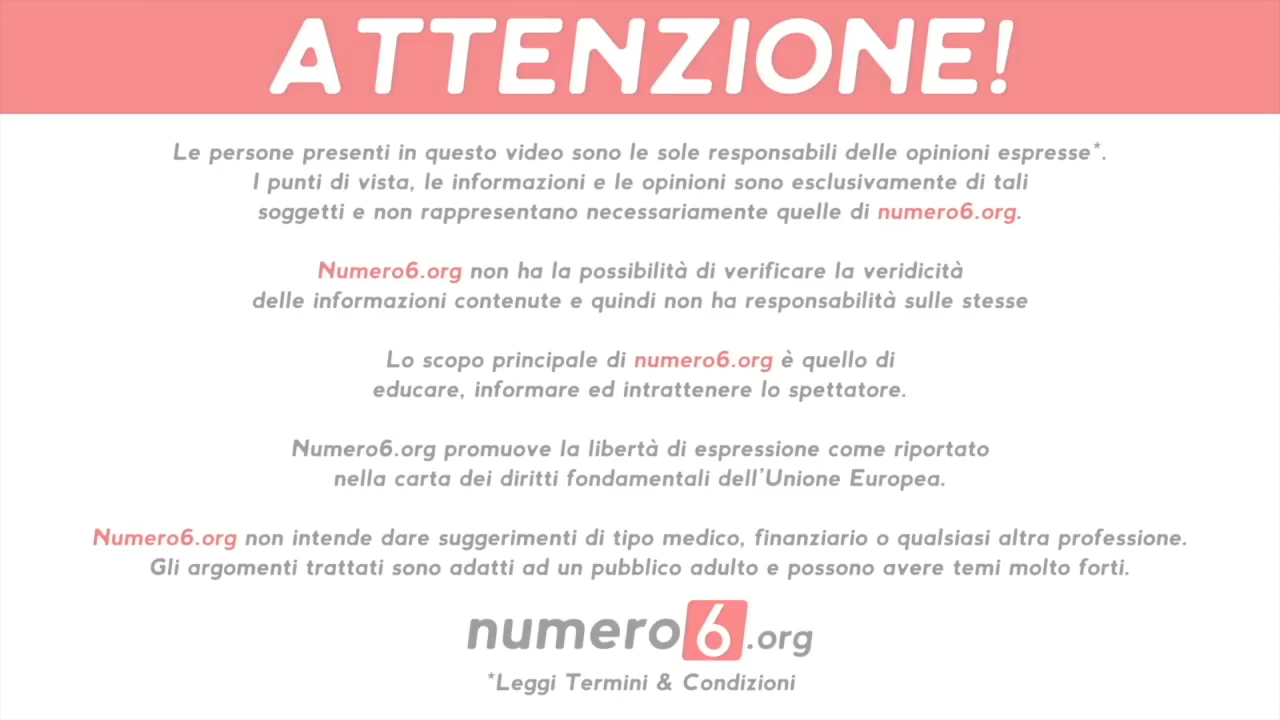 ATTENZIONE!
Le persone presenti in questo video sono le sole responsabili delle opinioni espresse*.
I punti di vista, le informazioni e le opinioni sono esclusivamente di tali
soggetti e non rappresentano necessariamente quelle di numero6.org.
Numero6.org non ha la possibilità di verificare la veridicità
delle informazioni contenute e quindi non ha responsabilità sulle stesse
Lo scopo principale di numero6.org è quello di
educare, informare ed intrattenere lo spettatore.
Numero6.org promuove la libertà di espressione come riportato
nella carta dei diritti fondamentali dell'Unione Europea.
Numero6.org non intende dare suggerimenti di tipo medico, finanziario o qualsiasi altra professione.
Gli argomenti trattati sono adatti ad un pubblico adulto e possono avere temi molto forti.
numero6.org
*Leggi Termini & Condizioni